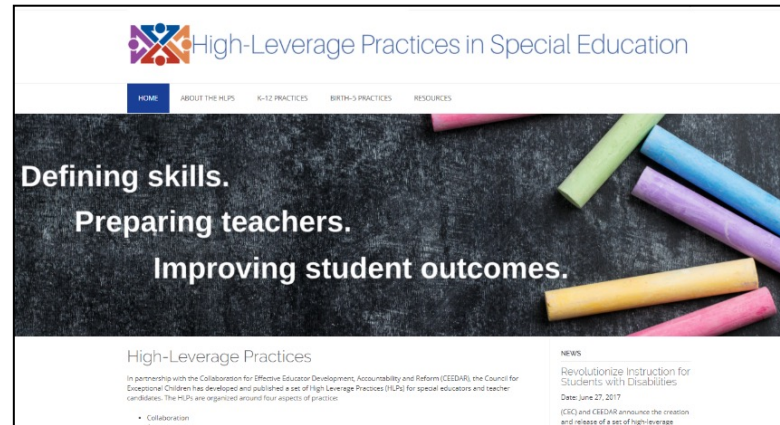 High-Leverage Practices in Special Education
HOME ABOUT THE HLPS K–12 PRACTICES BIRTH–5 PRACTICES RESOURCES
Defining skills.
Preparing teachers.
Improving student outcomes.
High-Leverage Practices
In partnership with the Collaboration for Effective Educator Development, Accountability and Reform (CEEDAR), the Council for
Exceptional Children has developed and published a set of High Leverage Practices (HLPs) for special educators and teacher
candidates. The HLPs are organized around four aspects of practice:
• Collaboration
NEWS
Revolutionize Instruction for
Students with Disabilities
Date: June 27, 2017
(CEC) and CEEDAR announce the creation
and release of a set of high-leverage